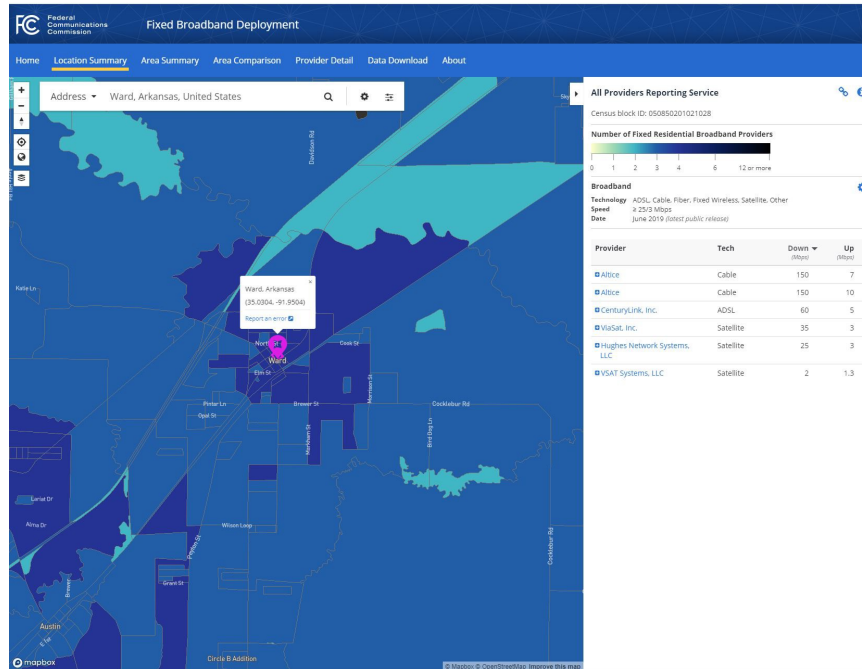 Federal
Communications
Commission
Fixed Broadband Deployment
Home Location Summary Area Summary Area Comparison Provider Detail Data Download About
Address Ward, Arkansas, United States
Davidson Rd
Katie Ln
Ward, Arkansas
(35.0304, -91.9504)
Report an error
North St
Cook St
Ward
Elm St
Morrison St
Pintar Ln
Brewer St
Cocklebur Rd
Opal St
Markham St
Bird Dog Ln
Lariat Dr
Alma Dr
Wilson Loop
Peyton St
Cocklebur Rd
Grant St
Brewer
Austin
Circle B Addition
mapbox
© Mapbox © OpenStreetMap Improve this map
All Providers Reporting Service
Census block ID: 050850201021028
Number of Fixed Residential Broadband Providers
0 1 2 3 4 6 12 or more
Broadband
Technology ADSL, Cable, Fiber, Fixed Wireless, Satellite, Other
Speed ≥ 25/3 Mbps
Date June 2019 (latest public release)
Provider Tech Down Up
(Mbps) (Mbps)
Altice Cable 150 7
Altice Cable 150 10
CenturyLink, Inc. ADSL 60 5
ViaSat, Inc. Satellite 35 3
Hughes Network Systems, Satellite 25 3
LLC
VSAT Systems, LLC Satellite 2 1.3